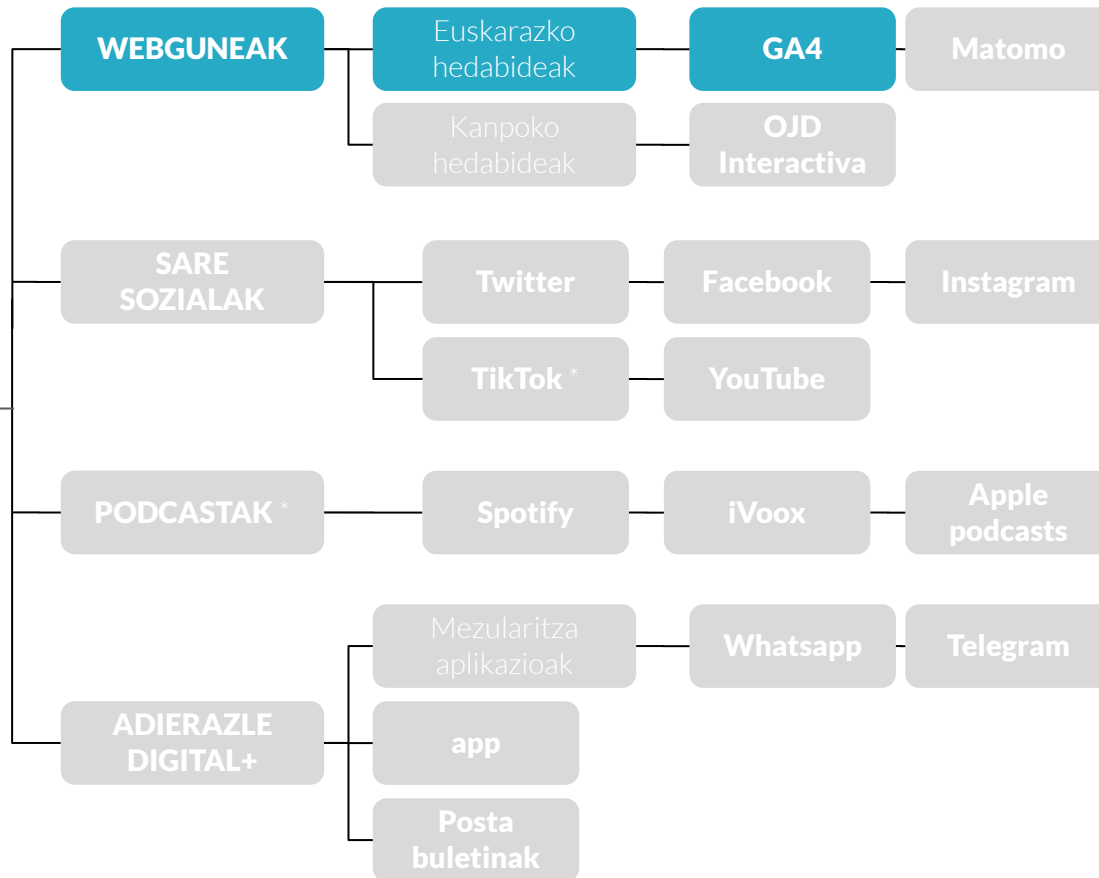 WEBGUNEAK
Euskarazko
hedabideak
GA4
Matomo
Kanpoko
hedabideak
OJD
Interactiva
SARE
SOZIALAK
Twitter
Facebook
Instagram
TikTok *
YouTube
PODCASTAK *
Spotify
iVoox
Apple
podcasts
Mezularitza
aplikazioak
Whatsapp
Telegram
ADIERAZLE
DIGITAL+
app
Posta
buletinak